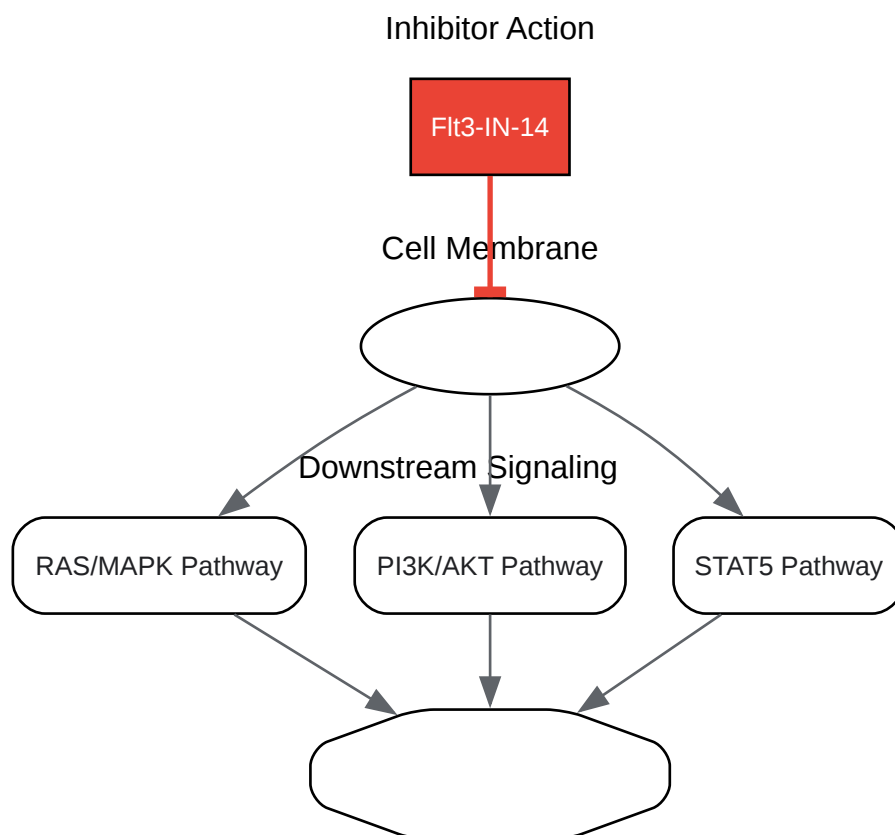 Inhibitor Action
Flt3-IN-14
Cell Membrane
Downstream Signaling
RAS/MAPK Pathway
PI3K/AKT Pathway
STAT5 Pathway